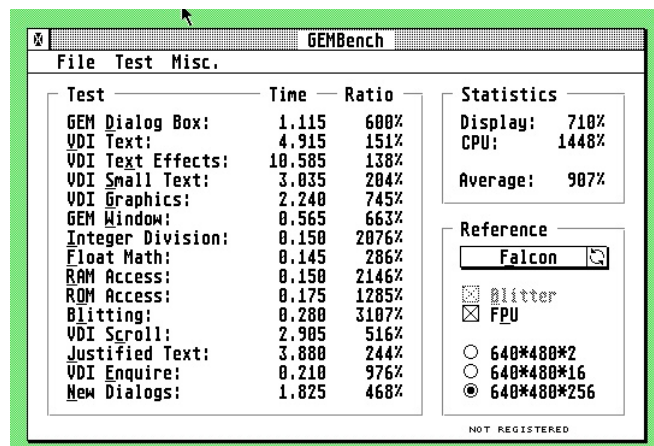 GEMBench
File Test Misc.
Test Time Ratio
GEM Dialog Box: 1.115 600%
VDI Text: 4.915 151%
VDI Text Effects: 10.585 138%
VDI Small Text: 3.035 204%
VDI Graphics: 2.240 745%
GEM Window: 0.565 663%
Integer Division: 0.150 2076%
Float Math: 0.145 286%
RAM Access: 0.150 2146%
ROM Access: 0.175 1285%
Blitting: 0.280 3107%
VDI Scroll: 2.905 516%
Justified Text: 3.880 244%
VDI Enquire: 0.210 976%
New Dialogs: 1.825 468%
Statistics
Display: 710%
CPU: 1448%
Average: 907%
Reference
Falcon
Blitter
FPU
640*480*2
640*480*16
640*480*256
NOT REGISTERED